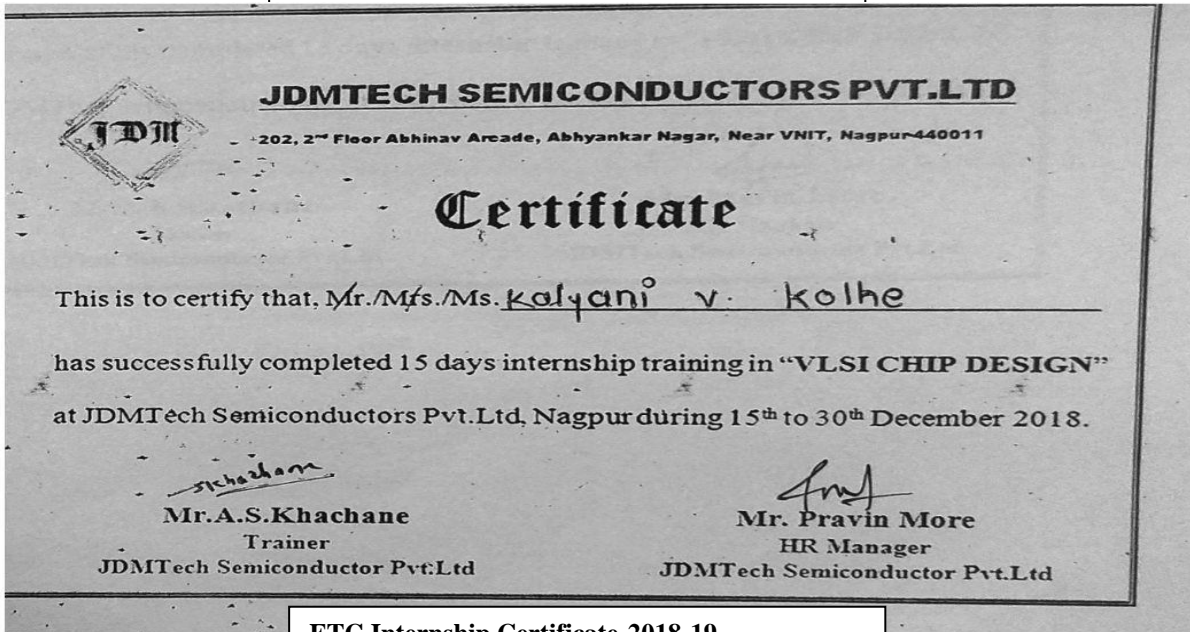 JDMTECH SEMICONDUCTORS PVT.LTD
JDM
202, 2nd Floor Abhinav Arcade, Abhyankar Nagar, Near VNIT, Nagpur-440011
Certificate
This is to certify that, Mr./Mrs./Ms. Kalyani V. Kolhe
has successfully completed 15 days internship training in “VLSI CHIP DESIGN”
at JDMTech Semiconductors Pvt.Ltd, Nagpur during 15th to 30th December 2018.
Mr.A.S.Khachane
Trainer
JDMTech Semiconductor Pvt.Ltd
Mr. Pravin More
HR Manager
JDMTech Semiconductor Pvt.Ltd
ETC Internship Certificate 2018-19